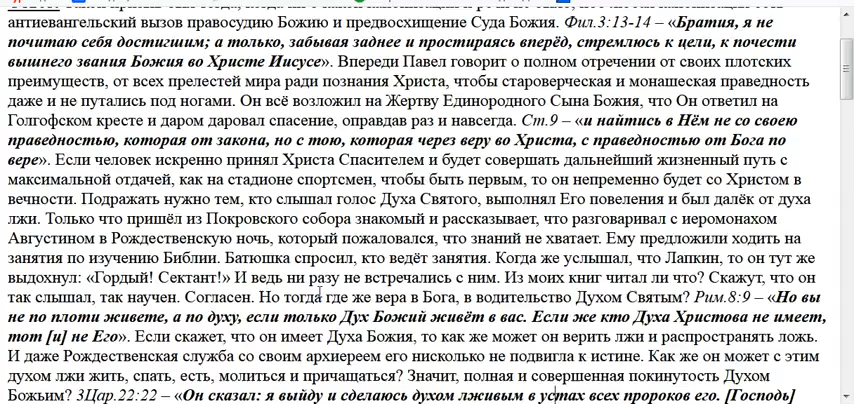 антиевангельский вызов правосудию Божию и предвосхищение Суда Божия. Фил.3:13-14 – «Братия, я не
почитаю себя достигшим; а только, забывая заднее и простираясь вперёд, стремлюсь к цели, к почести
вышнего звания Божия во Христе Иисусе». Впереди Павел говорит о полном отречении от своих плотских
преимуществ, от всех прелестей мира ради познания Христа, чтобы староверческая и монашеская праведность
даже и не путались под ногами. Он всё возложил на Жертву Единородного Сына Божия, что Он ответил на
Голгофском кресте и даром даровал спасение, оправдав раз и навсегда. Ст.9 – «и найтись в Нём не со своею
праведностью, которая от закона, но с тою, которая через веру во Христа, с праведностью от Бога по
вере». Если человек искренно принял Христа Спасителем и будет совершать дальнейший жизненный путь с
максимальной отдачей, как на стадионе спортсмен, чтобы быть первым, то он непременно будет со Христом в
вечности. Подражать нужно тем, кто слышал голос Духа Святого, выполнял Его повеления и был далёк от духа
лжи. Только что пришёл из Покровского собора знакомый и рассказывает, что разговаривал с иеромонахом
Августином в Рождественскую ночь, который пожаловался, что знаний не хватает. Ему предложили ходить на
занятия по изучению Библии. Батюшка спросил, кто ведёт занятия. Когда же услышал, что Лапкин, то он тут же
выдохнул: «Гордый! Сектант!» И ведь ни разу не встречались с ним. Из моих книг читал ли что? Скажут, что он
так слышал, так научен. Согласен. Но тогда где же вера в Бога, в водительство Духом Святым? Рим.8:9 – «Но вы
не по плоти живете, а по духу, если только Дух Божий живёт в вас. Если же кто Духа Христова не имеет,
тот [и] не Его». Если скажет, что он имеет Духа Божия, то как же может он верить лжи и распространять ложь.
И даже Рождественская служба со своим архиереем его нисколько не подвигла к истине. Как же он может с этим
духом лжи жить, спать, есть, молиться и причащаться? Значит, полная и совершенная покинутость Духом
Божьим? 3Цар.22:22 – «Он сказал: я выйду и сделаюсь духом лживым в устах всех пророков его. [Господь]